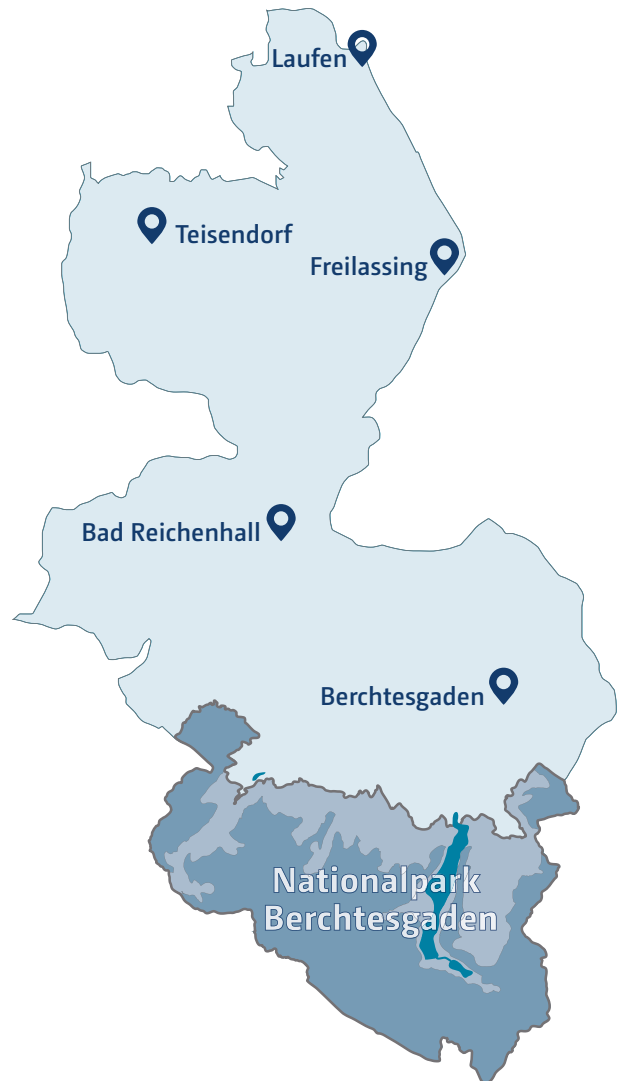 Laufen
Teisendorf
Freilassing
Bad Reichenhall
Berchtesgaden
Nationalpark
Berchtesgaden